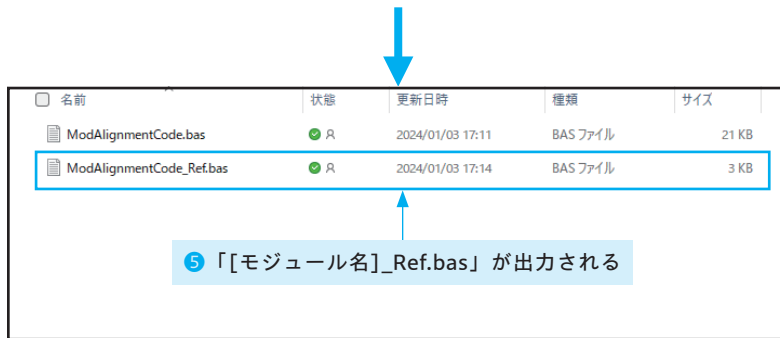 名前 状態 更新日時 種類 サイズ
ModAlignmentCode.bas 2024/01/03 17:11 BAS ファイル 21 KB
ModAlignmentCode_Ref.bas 2024/01/03 17:14 BAS ファイル 3 KB
❺「[モジュール名]_Ref.bas」が出力される